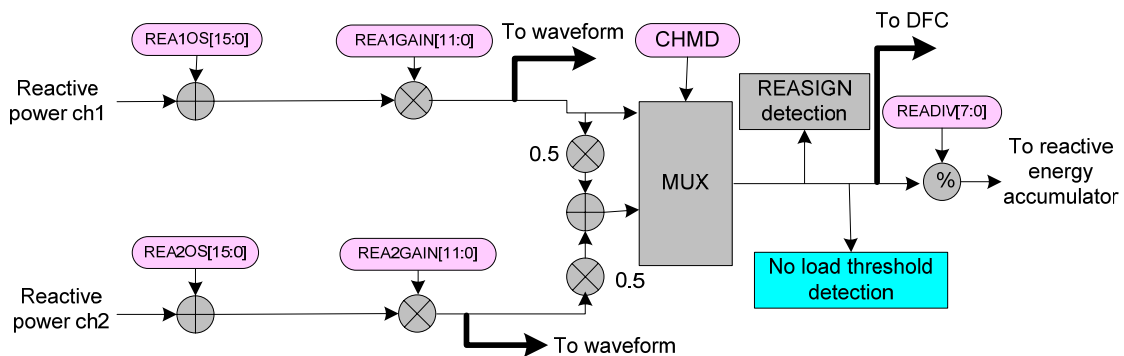 REA1OS[15:0]
REA1GAIN[11:0]
To waveform
CHMD
To DFC
Reactive
power ch1
REASIGN
detection
READIV[7:0]
0.5
MUX
%
To reactive
energy
accumulator
REA2OS[15:0]
REA2GAIN[11:0]
0.5
No load threshold
detection
Reactive
power ch2
To waveform